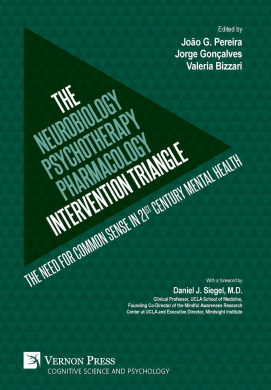 Edited by
João G. Pereira
Jorge Gonçalves
Valeria Bizzari
THE
NEUROBIOLOGY
PSYCHOTHERAPY
PHARMACOLOGY
INTERVENTION TRIANGLE
THE NEED FOR COMMON SENSE IN 21ST CENTURY MENTAL HEALTH
With a foreword by
Daniel J. Siegel, M.D.
Clinical Professor, UCLA School of Medicine,
Founding Co-Director of the Mindful Awareness Research
Center at UCLA and Executive Director, Mindsight Institute
VERNON PRESS
COGNITIVE SCIENCE AND PSYCHOLOGY